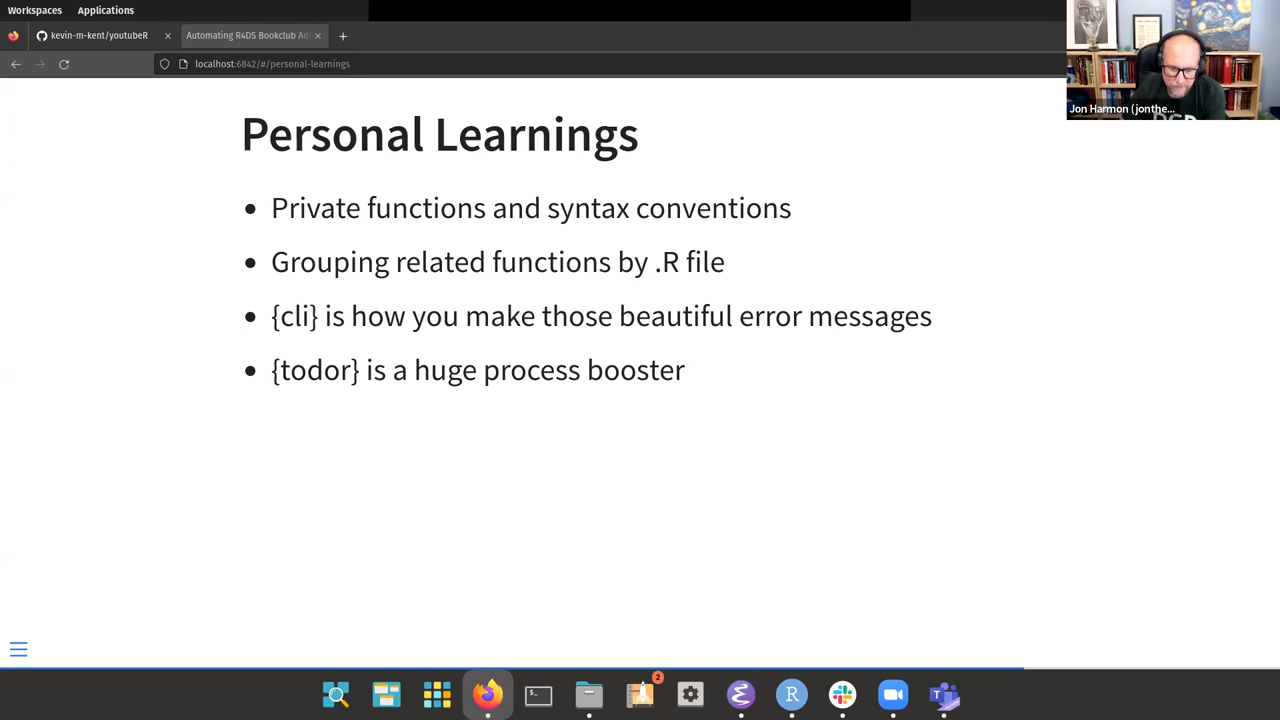 Workspaces
Applications
kevin-m-kent/youtubeR
Automating R4DS Bookclub Ad
localhost:6842/#/personal-learnings
Jon Harmon (jonthe...
Personal Learnings
• Private functions and syntax conventions
• Grouping related functions by .R file
• {cli} is how you make those beautiful error messages
• {todor} is a huge process booster
2